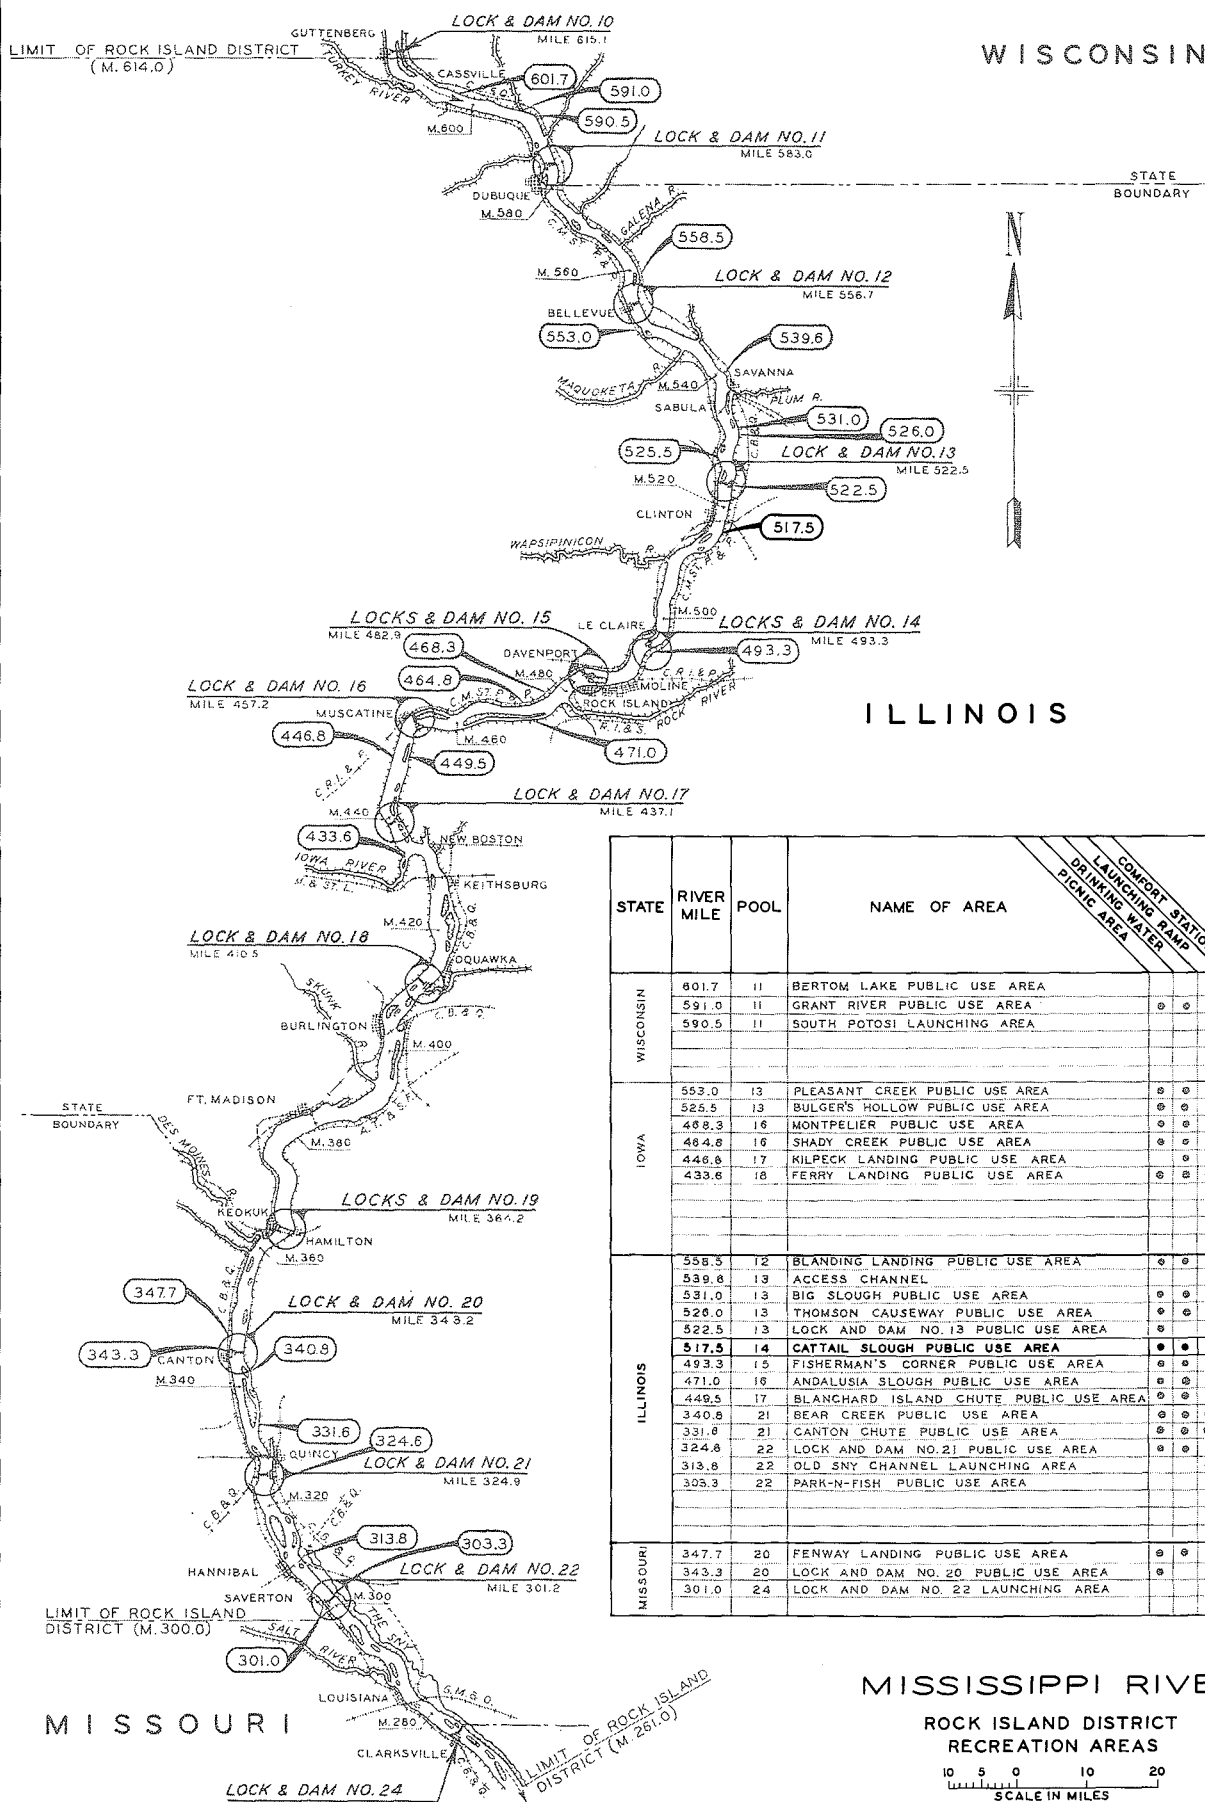 GUTTENBERG
LOCK & DAM NO. 10
MILE 615.1
LIMIT OF ROCK ISLAND DISTRICT
(M. 614.0)
WISCONSIN
TURKEY RIVER
CASSVILLE
601.7
591.0
590.5
M.600
LOCK & DAM NO. 11
MILE 583.0
STATE
BOUNDARY
DUBUQUE
M.580
GALENA R.
558.5
C.M.ST. P. &
M. 560
LOCK & DAM NO. 12
MILE 556.7
N
BELLEVUE
553.0
539.6
SAVANNA
MAQUOKETA R.
M.540
PLUM R.
SABULA
531.0
526.0
C.B.& Q.
525.5
LOCK & DAM NO. 13
MILE 522.5
M.520
522.5
CLINTON
517.5
WAPSIPINICON R.
C.M.ST. P. &
M.500
LOCKS & DAM NO. 15
MILE 482.9
LE CLAIRE
LOCKS & DAM NO. 14
MILE 493.3
468.3
DAVENPORT
493.3
464.8
M.480
C.R.I.& P.
MOLINE
LOCK & DAM NO. 16
MILE 457.2
C.M. ST. P. & P.
ROCK ISLAND
R.I.& S.
ROCK RIVER
MUSCATINE
ILLINOIS
446.8
M.460
471.0
449.5
C.R.I. & P.
LOCK & DAM NO. 17
MILE 437.1
M.440
433.6
NEW BOSTON
IOWA RIVER
M. & ST. L.
KEITHSBURG
M.420
C.B.& Q.
LOCK & DAM NO. 18
MILE 410.5
OQUAWKA
SKUNK R.
C.B.& Q.
BURLINGTON
M. 400
FT. MADISON
A.T. & S.F.
STATE
BOUNDARY
M.380
DES MOINES R.
LOCKS & DAM NO. 19
MILE 364.2
KEOKUK
HAMILTON
M.360
C.B.& Q.
347.7
LOCK & DAM NO. 20
MILE 343.2
343.3
CANTON
340.8
M.340
331.6
324.6
QUINCY
LOCK & DAM NO. 21
MILE 324.9
M.320
C.B.& Q.
C.B.& Q.
313.8
303.3
HANNIBAL
LOCK & DAM NO. 22
MILE 301.2
SAVERTON
M.300
LIMIT OF ROCK ISLAND
DISTRICT (M. 300.0)
THE SNY
SALT RIVER
301.0
LOUISIANA
G.M.& O.
MISSOURI
M.280
LIMIT OF ROCK ISLAND
DISTRICT (M. 261.0)
CLARKSVILLE
C.B.& Q.
LOCK & DAM NO. 24
STATE RIVER MILE POOL NAME OF AREA PICNIC AREA DRINKING WATER LAUNCHING RAMP COMFORT STATIO
WISCONSIN
601.7 11 BERTOM LAKE PUBLIC USE AREA
591.0 11 GRANT RIVER PUBLIC USE AREA
590.5 11 SOUTH POTOSI LAUNCHING AREA
IOWA
553.0 13 PLEASANT CREEK PUBLIC USE AREA
525.5 13 BULGER'S HOLLOW PUBLIC USE AREA
468.3 16 MONTPELIER PUBLIC USE AREA
464.8 16 SHADY CREEK PUBLIC USE AREA
446.8 17 KILPECK LANDING PUBLIC USE AREA
433.6 18 FERRY LANDING PUBLIC USE AREA
ILLINOIS
558.5 12 BLANDING LANDING PUBLIC USE AREA
539.6 13 ACCESS CHANNEL
531.0 13 BIG SLOUGH PUBLIC USE AREA
526.0 13 THOMSON CAUSEWAY PUBLIC USE AREA
522.5 13 LOCK AND DAM NO. 13 PUBLIC USE AREA
517.5 14 CATTAIL SLOUGH PUBLIC USE AREA
493.3 15 FISHERMAN'S CORNER PUBLIC USE AREA
471.0 16 ANDALUSIA SLOUGH PUBLIC USE AREA
449.5 17 BLANCHARD ISLAND CHUTE PUBLIC USE AREA
340.8 21 BEAR CREEK PUBLIC USE AREA
331.6 21 CANTON CHUTE PUBLIC USE AREA
324.6 22 LOCK AND DAM NO. 21 PUBLIC USE AREA
313.8 22 OLD SNY CHANNEL LAUNCHING AREA
303.3 22 PARK-N-FISH PUBLIC USE AREA
MISSOURI
347.7 20 FENWAY LANDING PUBLIC USE AREA
343.3 20 LOCK AND DAM NO. 20 PUBLIC USE AREA
301.0 24 LOCK AND DAM NO. 22 LAUNCHING AREA
MISSISSIPPI RIVE
ROCK ISLAND DISTRICT
RECREATION AREAS
10 5 0 10 20
SCALE IN MILES